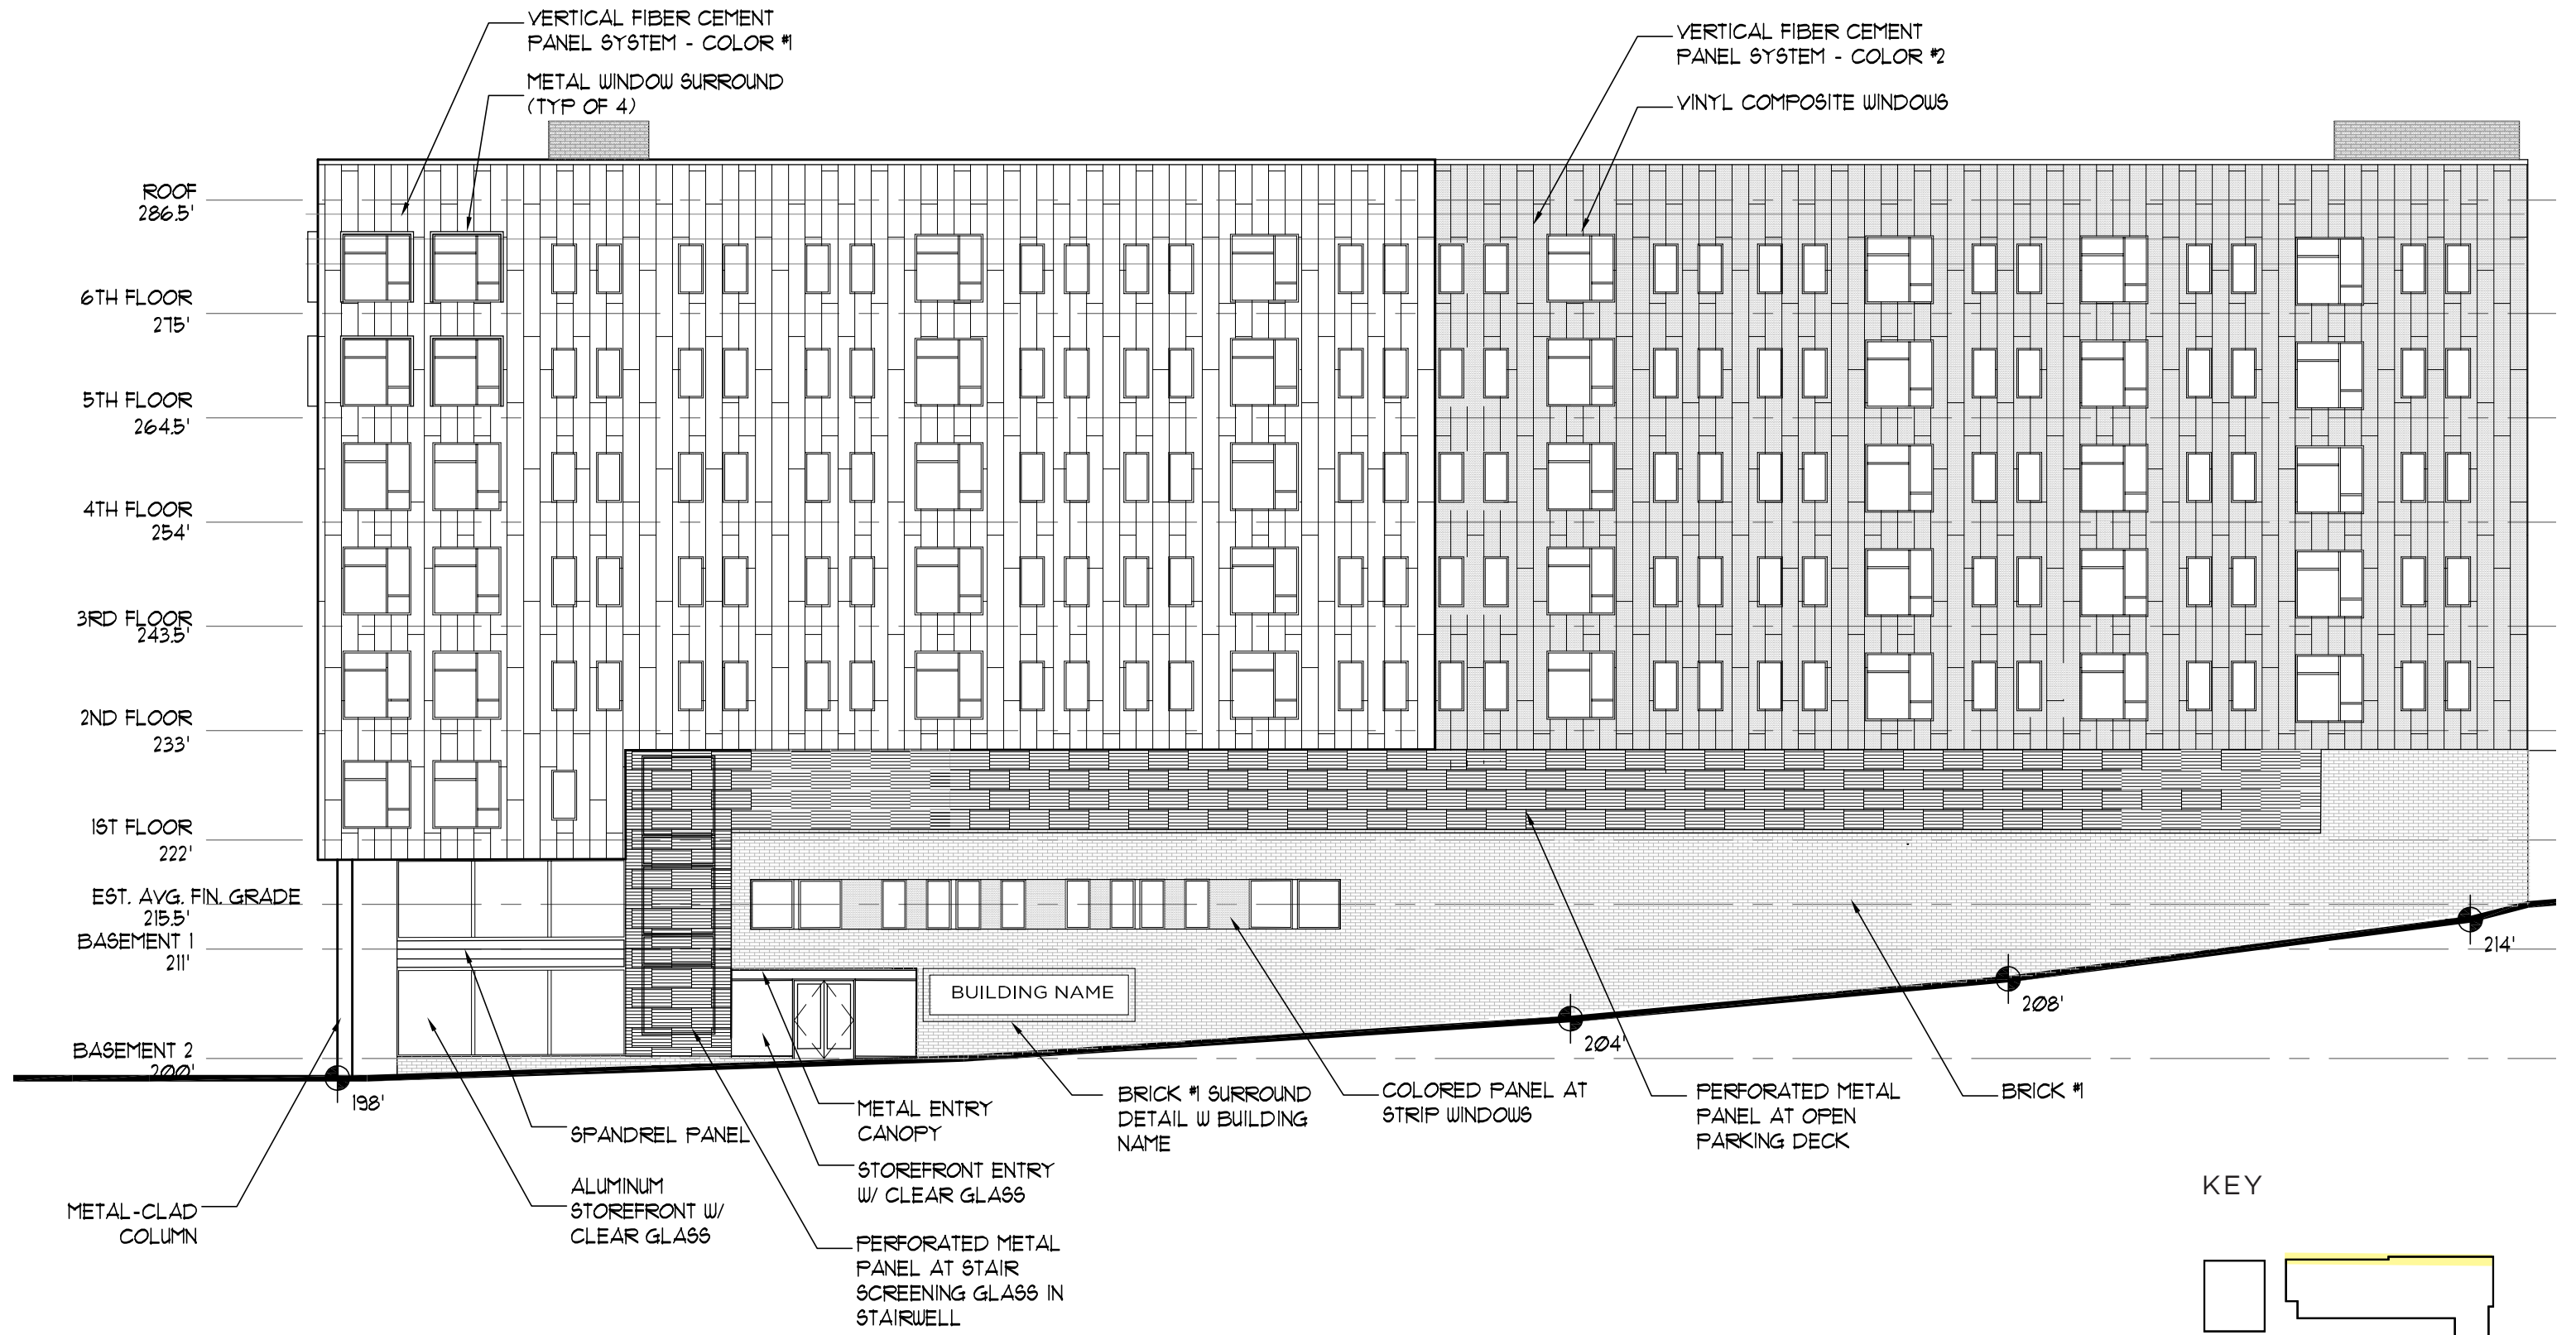 VERTICAL FIBER CEMENT
PANEL SYSTEM - COLOR #1
METAL WINDOW SURROUND
(TYP OF 4)
VERTICAL FIBER CEMENT
PANEL SYSTEM - COLOR #2
VINYL COMPOSITE WINDOWS
ROOF
286.5'
6TH FLOOR
275'
5TH FLOOR
264.5'
4TH FLOOR
254'
3RD FLOOR
243.5'
2ND FLOOR
233'
1ST FLOOR
222'
EST. AVG. FIN. GRADE
215.5'
BASEMENT 1
211'
BASEMENT 2
200'
BUILDING NAME
214'
208'
204'
198'
METAL-CLAD
COLUMN
SPANDREL PANEL
ALUMINUM
STOREFRONT W/
CLEAR GLASS
METAL ENTRY
CANOPY
STOREFRONT ENTRY
W/ CLEAR GLASS
PERFORATED METAL
PANEL AT STAIR
SCREENING GLASS IN
STAIRWELL
BRICK #1 SURROUND
DETAIL W BUILDING
NAME
COLORED PANEL AT
STRIP WINDOWS
PERFORATED METAL
PANEL AT OPEN
PARKING DECK
BRICK #1
KEY